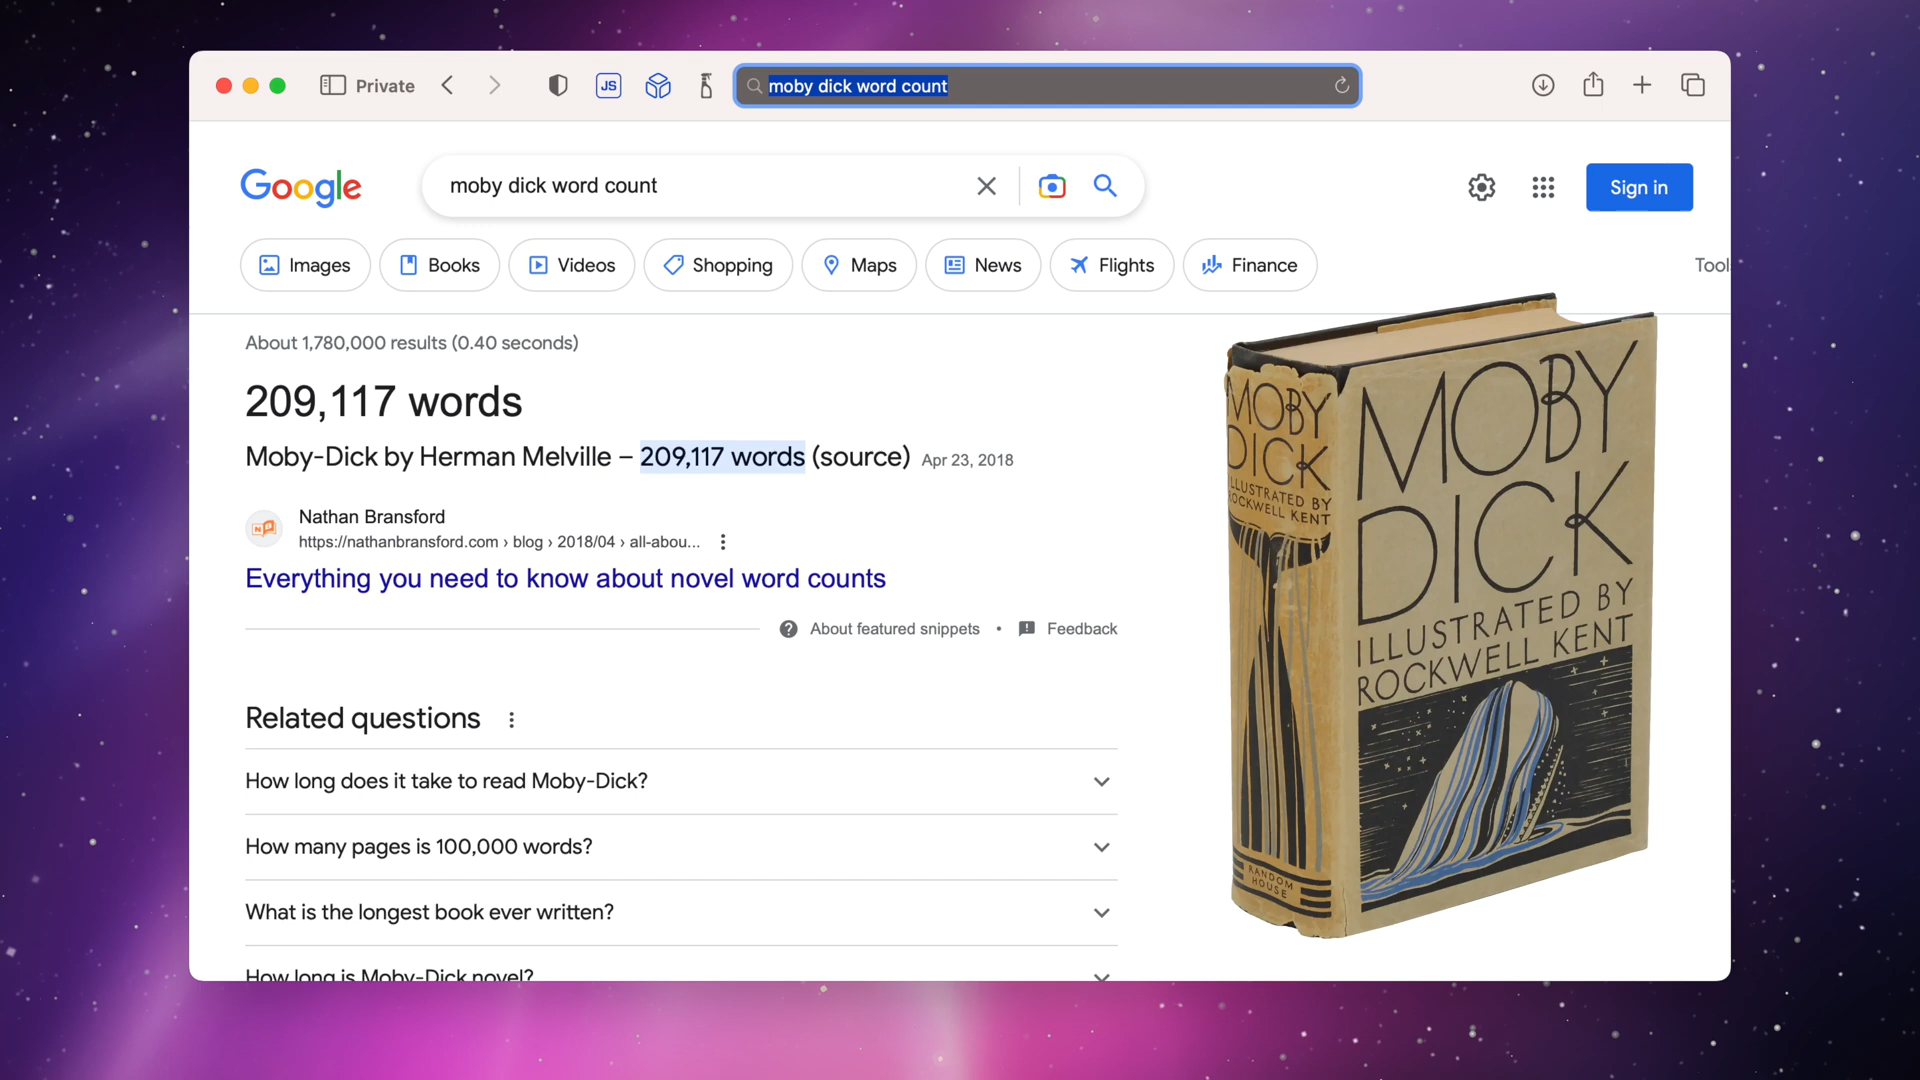 Private
JS
moby dick word count
Google
moby dick word count
Sign in
Images
Books
Videos
Shopping
Maps
News
Flights
Finance
Tool
About 1,780,000 results (0.40 seconds)
209,117 words
Moby-Dick by Herman Melville – 209,117 words (source) Apr 23, 2018
Nathan Bransford
https://nathanbransford.com › blog › 2018/04 › all-abou...
Everything you need to know about novel word counts
About featured snippets • Feedback
Related questions
How long does it take to read Moby-Dick?
How many pages is 100,000 words?
What is the longest book ever written?
How long is Moby-Dick novel?
MOBY
DICK
ILLUSTRATED BY
ROCKWELL KENT
RANDOM
HOUSE
MOBY
DICK
ILLUSTRATED BY
ROCKWELL KENT